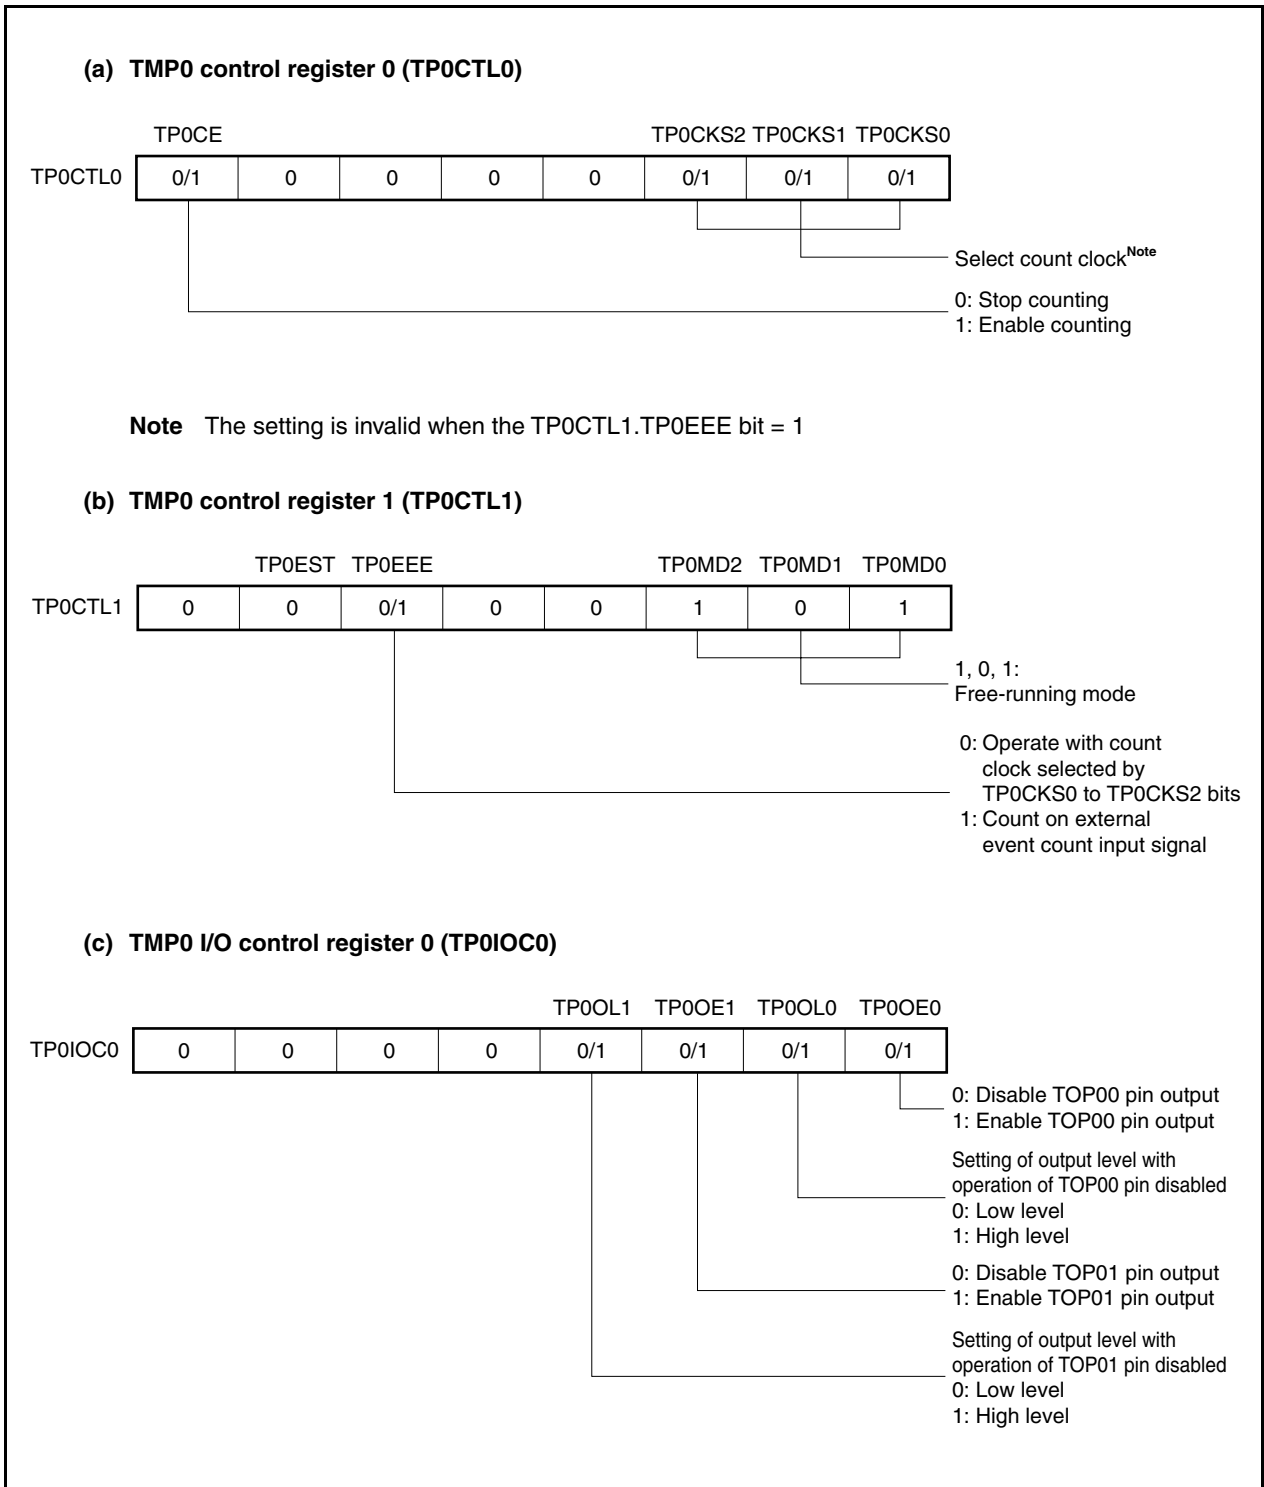 (a) TMP0 control register 0 (TP0CTL0)
TP0CE TP0CKS2 TP0CKS1 TP0CKS0
TP0CTL0 0/1 0 0 0 0 0/1 0/1 0/1
Select count clockNote
0: Stop counting
1: Enable counting
Note The setting is invalid when the TP0CTL1.TP0EEE bit = 1
(b) TMP0 control register 1 (TP0CTL1)
TP0EST TP0EEE TP0MD2 TP0MD1 TP0MD0
TP0CTL1 0 0 0/1 0 0 1 0 1
1, 0, 1:
Free-running mode
0: Operate with count
clock selected by
TP0CKS0 to TP0CKS2 bits
1: Count on external
event count input signal
(c) TMP0 I/O control register 0 (TP0IOC0)
TP0OL1 TP0OE1 TP0OL0 TP0OE0
TP0IOC0 0 0 0 0 0/1 0/1 0/1 0/1
0: Disable TOP00 pin output
1: Enable TOP00 pin output
Setting of output level with
operation of TOP00 pin disabled
0: Low level
1: High level
0: Disable TOP01 pin output
1: Enable TOP01 pin output
Setting of output level with
operation of TOP01 pin disabled
0: Low level
1: High level